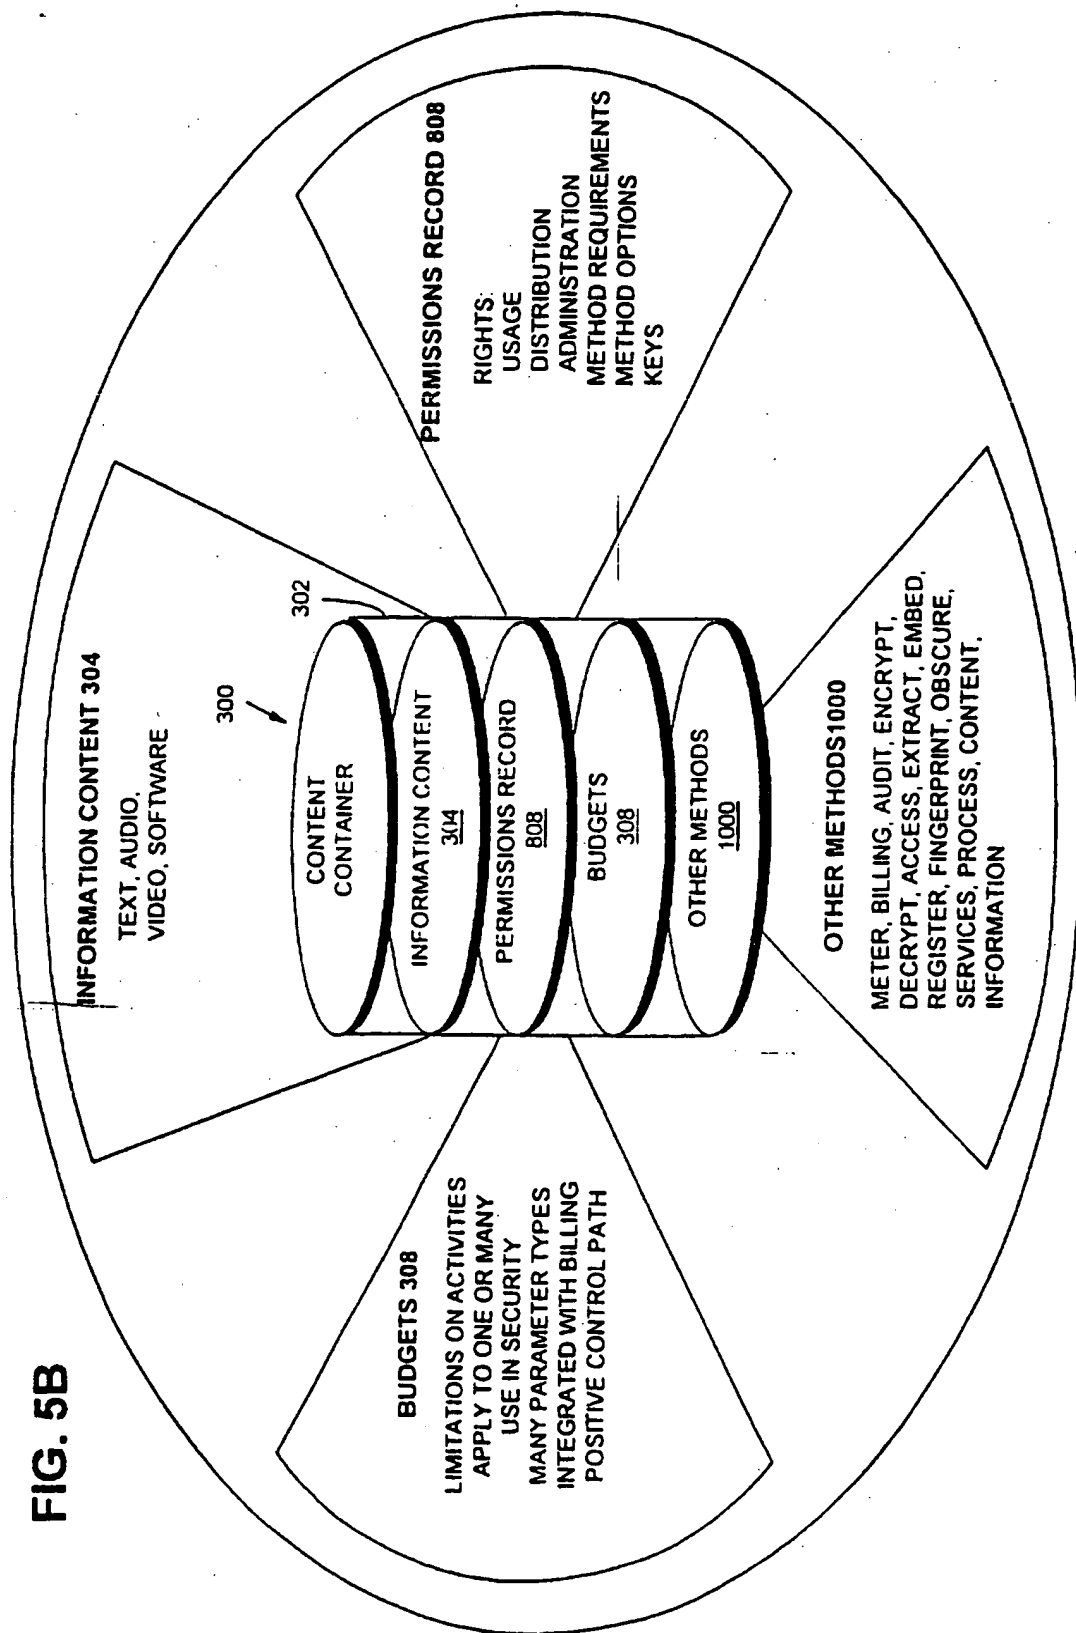 FIG. 5B
INFORMATION CONTENT 304
TEXT, AUDIO,
VIDEO, SOFTWARE
300
302
CONTENT
CONTAINER
INFORMATION CONTENT
304
PERMISSIONS RECORD
808
BUDGETS
308
OTHER METHODS
1000
BUDGETS 308
LIMITATIONS ON ACTIVITIES
APPLY TO ONE OR MANY
USE IN SECURITY
MANY PARAMETER TYPES
INTEGRATED WITH BILLING
POSITIVE CONTROL PATH
PERMISSIONS RECORD 808
RIGHTS:
USAGE
DISTRIBUTION
ADMINISTRATION
METHOD REQUIREMENTS
METHOD OPTIONS
KEYS
OTHER METHODS1000
METER, BILLING, AUDIT, ENCRYPT,
DECRYPT, ACCESS, EXTRACT, EMBED,
REGISTER, FINGERPRINT, OBSCURE,
SERVICES, PROCESS, CONTENT,
INFORMATION